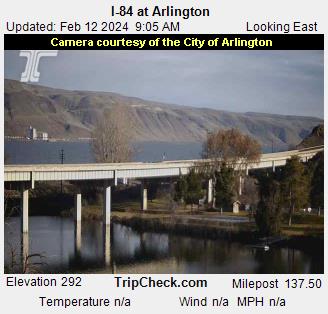 I-84 at Arlington
Updated: Feb 12 2024 9:05 AM Looking East
Camera courtesy of the City of Arlington
Elevation 292 TripCheck.com Milepost 137.50
Temperature n/a Wind n/a MPH n/a